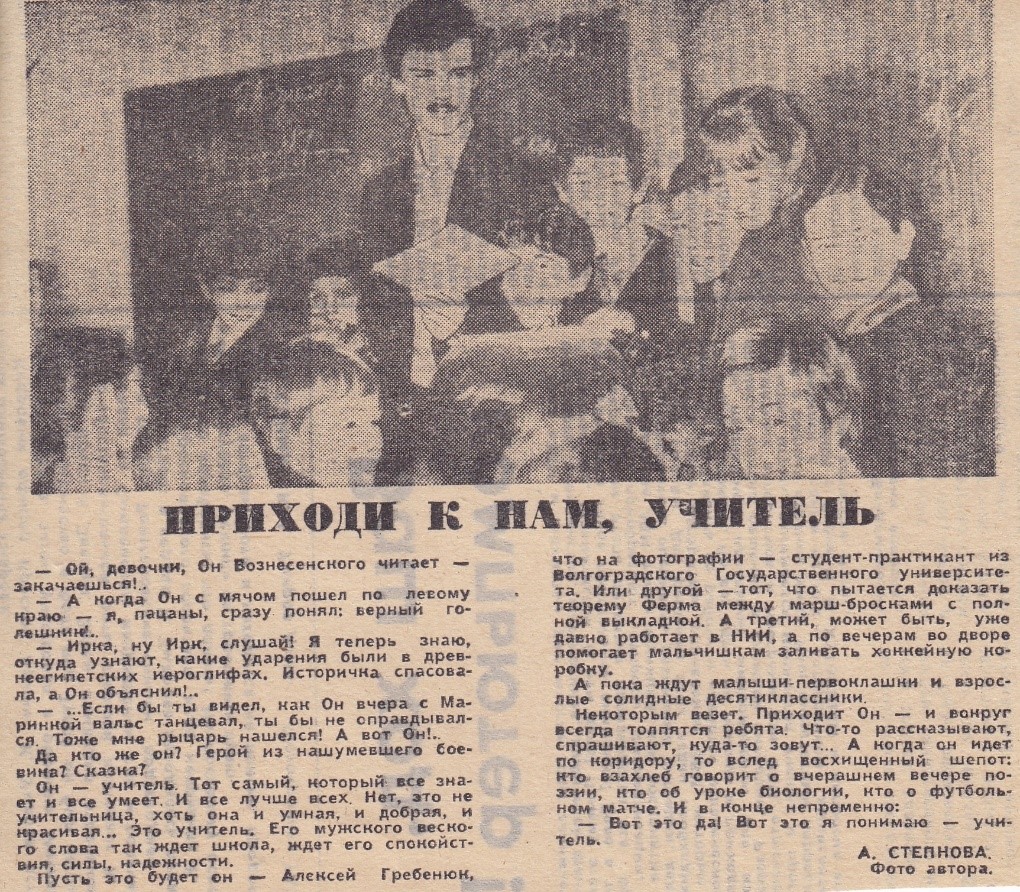 ПРИХОДИ К НАМ, УЧИТЕЛЬ
— Ой, девочки, Он Вознесенского читает —
закачаешься!..
— А когда Он с мячом пошел по левому
краю — я, пацаны, сразу понял: верный го-
лешник!..
— Ирка, ну Ирк, слушай! Я теперь знаю,
откуда узнают, какие ударения были в древ-
неегипетских иероглифах. Историчка спасова-
ла, а Он объяснил!..
— ...Если бы ты видел, как Он вчера с Ма-
ринкой вальс танцевал, ты бы не оправдывал-
ся. Тоже мне рыцарь нашелся! А вот Он!..
Да кто же он? Герой из нашумевшего бое-
вика? Сказка?
Он — учитель. Тот самый, который все зна-
ет и все умеет. И все лучше всех. Нет, это не
учительница, хоть она и умная, и добрая, и
красивая... Это учитель. Его мужского веско-
го слова так ждет школа, ждет его спокойст-
вия, силы, надежности.
Пусть это будет он — Алексей Гребенюк,
что на фотографии — студент-практикант из
Волгоградского Государственного университе-
та. Или другой — тот, что пытается доказать
теорему Ферма между марш-бросками с пол-
ной выкладкой. А третий, может быть, уже
давно работает в НИИ, а по вечерам во дворе
помогает мальчишкам заливать хоккейную ко-
робку.
А пока ждут малыши-первоклашки и взрос-
лые солидные десятиклассники.
Некоторым везет. Приходит Он — и вокруг
всегда толпятся ребята. Что-то рассказывают,
спрашивают, куда-то зовут... А когда он идет
по коридору, то вслед восхищенный шепот:
кто взахлеб говорит о вчерашнем вечере по-
эзии, кто об уроке биологии, кто о футболь-
ном матче. И в конце непременно:
— Вот это да! Вот это я понимаю — учи-
тель.
А. СТЕПНОВА.
Фото автора.